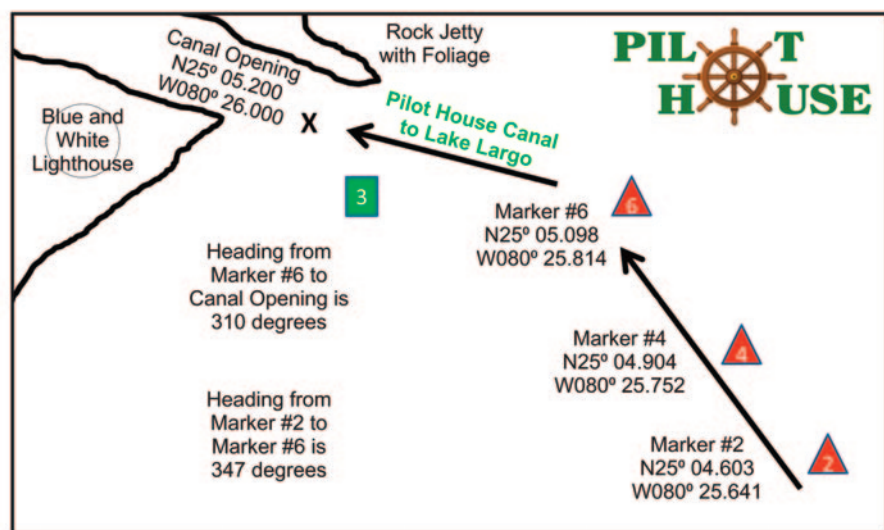 Canal Opening
N25º 05.200
W080º 26.000
Rock Jetty
with Foliage
PIL T
H USE
Blue and
White
Lighthouse
X
Pilot House Canal
to Lake Largo
3
6
Marker #6
N25º 05.098
W080º 25.814
Heading from
Marker #6 to
Canal Opening is
310 degrees
Marker #4
N25º 04.904
W080º 25.752
4
Heading from
Marker #2 to
Marker #6 is
347 degrees
Marker #2
N25º 04.603
W080º 25.641
2